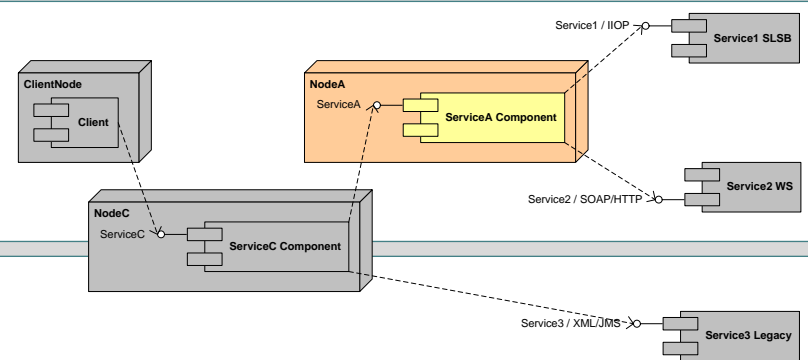 Service1 / IIOP
Service1 SLSB
ClientNode
Client
NodeA
ServiceA
ServiceA Component
Service2 WS
Service2 / SOAP/HTTP
NodeC
ServiceC
ServiceC Component
Service3 / XML/JMS
Service3 Legacy